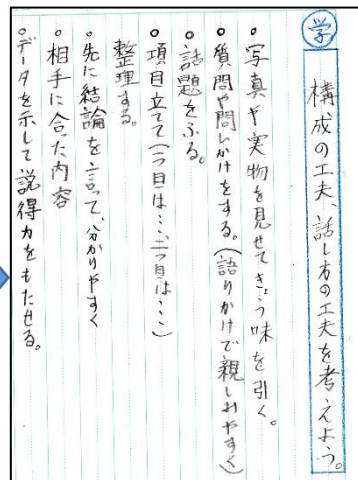 学 構成の工夫、話し方の工夫を考えよう。
○写真や実物を見せてきょう味を引く。
○質問や問いかけをする。(語りかけで親しみやすく)
○話題をふる。
○項目立てて(一つ目は…二つ目は…)
整理する。
○先に結論を言って、分かりやすく
○相手に合った内容
○データを示して説得力をもたせる。